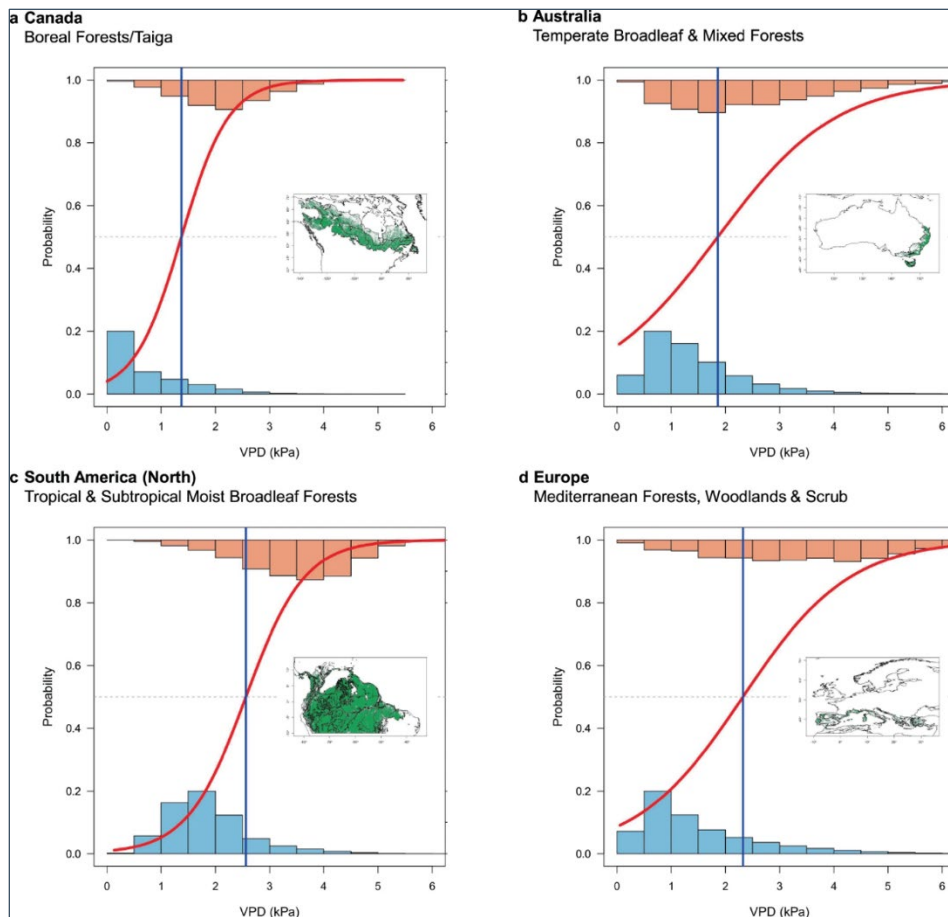 a Canada
Boreal Forests/Taiga
1.0
0.8
0.6
0.4
0.2
0.0
Probability
0 1 2 3 4 5 6
VPD (kPa)
b Australia
Temperate Broadleaf & Mixed Forests
1.0
0.8
0.6
0.4
0.2
0.0
Probability
0 1 2 3 4 5 6
VPD (kPa)
c South America (North)
Tropical & Subtropical Moist Broadleaf Forests
1.0
0.8
0.6
0.4
0.2
0.0
Probability
0 1 2 3 4 5 6
VPD (kPa)
d Europe
Mediterranean Forests, Woodlands & Scrub
1.0
0.8
0.6
0.4
0.2
0.0
Probability
0 1 2 3 4 5 6
VPD (kPa)